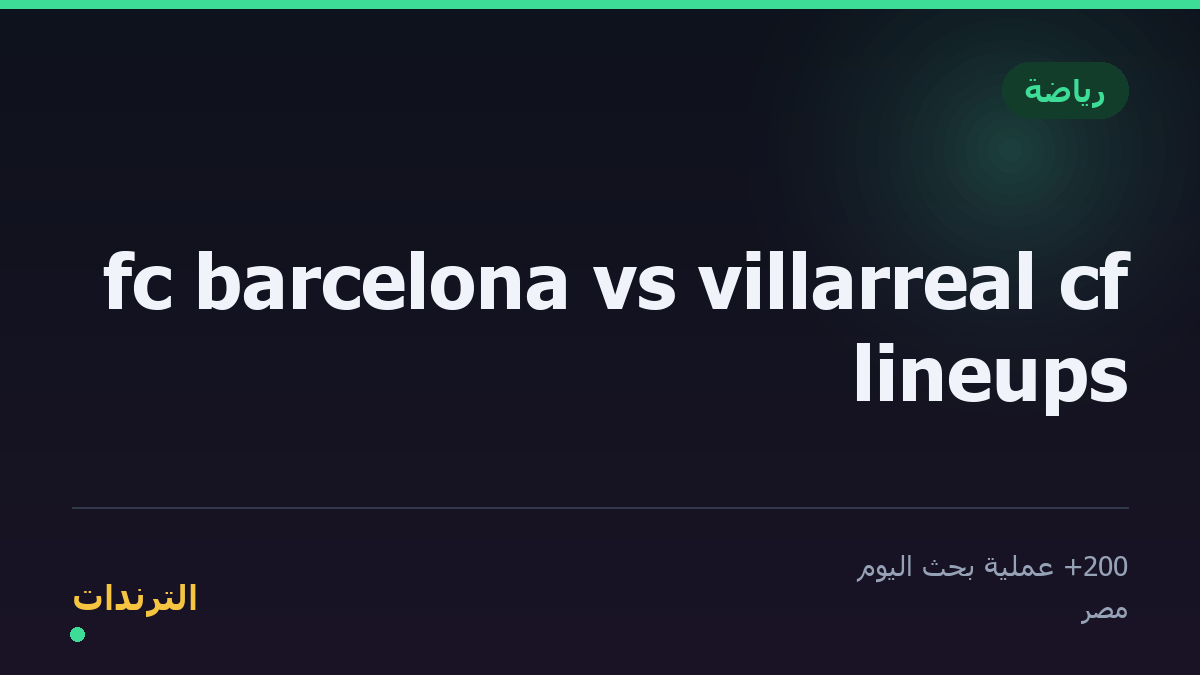 رياضة
fc barcelona vs villarreal cf
lineups
200+ عملية بحث اليوم
مصر
الترندات